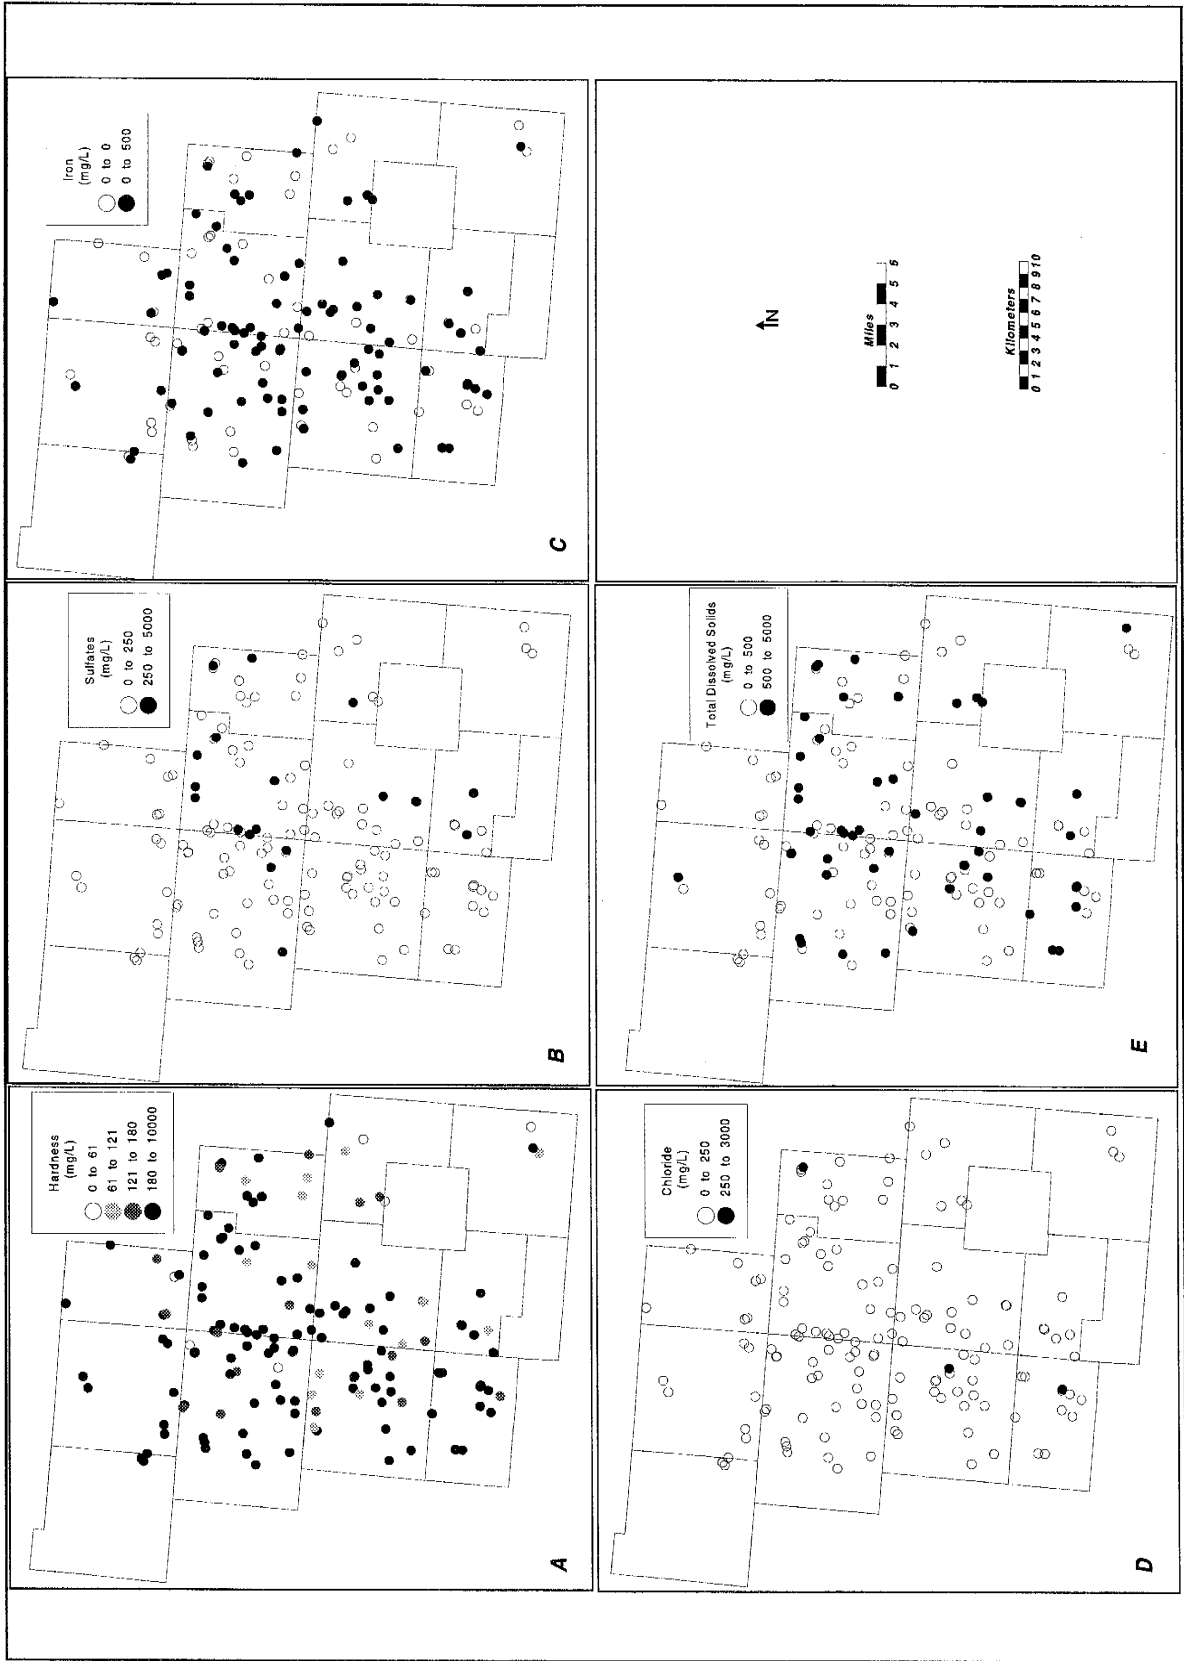 Hardness
(mg/L)
0 to 61
61 to 121
121 to 180
180 to 10000
A
Sulfates
(mg/L)
0 to 250
250 to 5000
B
Iron
(mg/L)
0 to 0
0 to 500
C
Chloride
(mg/L)
0 to 250
250 to 3000
D
Total Dissolved Solids
(mg/L)
0 to 500
500 to 5000
E
N
Miles
0 1 2 3 4 5
Kilometers
0 1 2 3 4 5 6 7 8 9 10